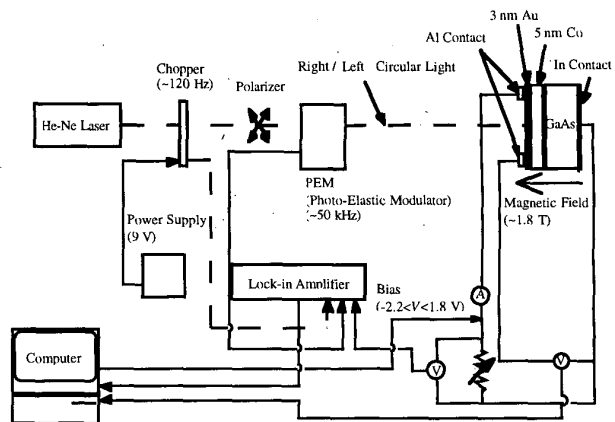 3 nm Au
Al Contact
5 nm Co
In Contact
Chopper
(~120 Hz)
Polarizer
Right / Left Circular Light
He-Ne Laser
GaAs
PEM
(Photo-Elastic Modulator)
(~50 kHz)
Magnetic Field
(~1.8 T)
Power Supply
(9 V)
Lock-in Amplifier
Bias
(-2.2<V<1.8 V)
A
Computer
V
V